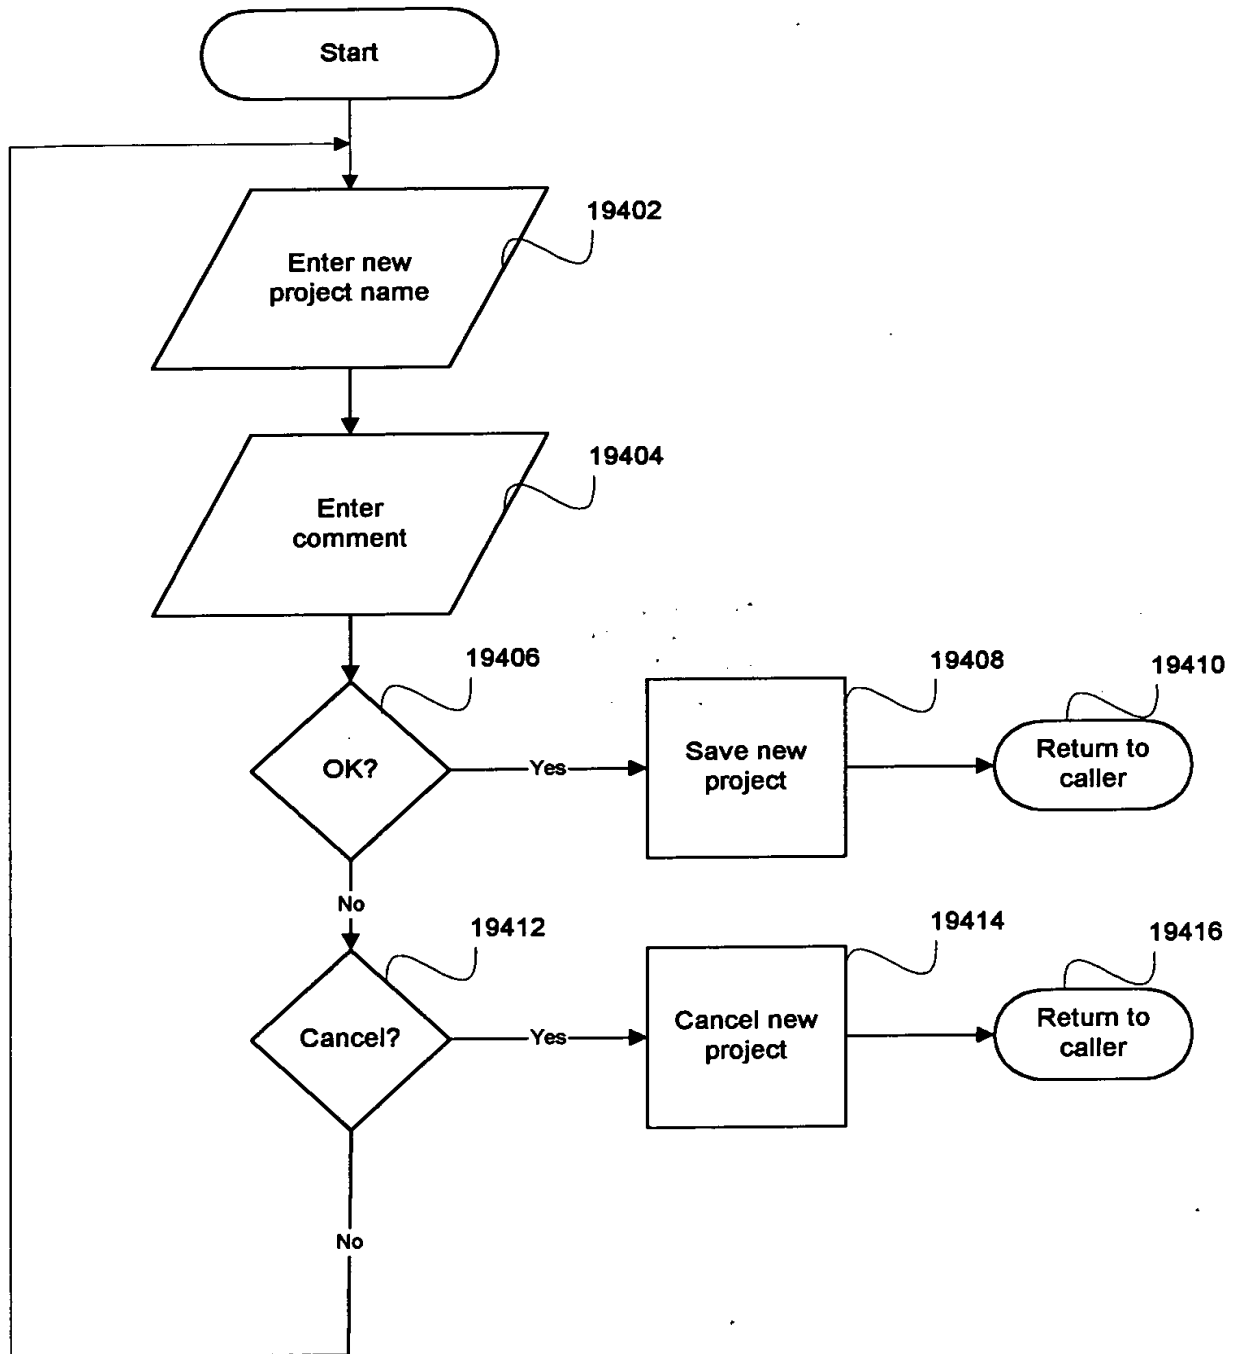 Start
19402
Enter new
project name
19404
Enter
comment
19406
OK?
Yes
19408
Save new
project
19410
Return to
caller
No
19412
Cancel?
Yes
19414
Cancel new
project
19416
Return to
caller
No